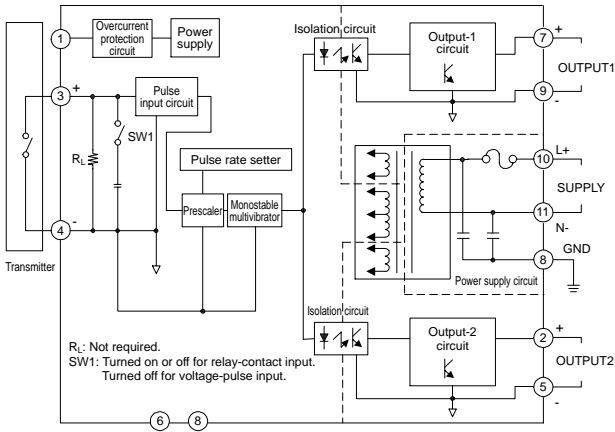 1
Overcurrent
protection
circuit
Power
supply
Isolation circuit
Output-1
circuit
7
+
OUTPUT1
9
-
3
+
Pulse
input circuit
SW1
RL
Pulse rate setter
Prescaler
Monostable
multivibrator
4
-
Transmitter
10
L+
SUPPLY
11
N-
GND
8
Power supply circuit
Isolation circuit
Output-2
circuit
2
+
OUTPUT2
5
-
RL: Not required.
SW1: Turned on or off for relay-contact input.
Turned off for voltage-pulse input.
6
8